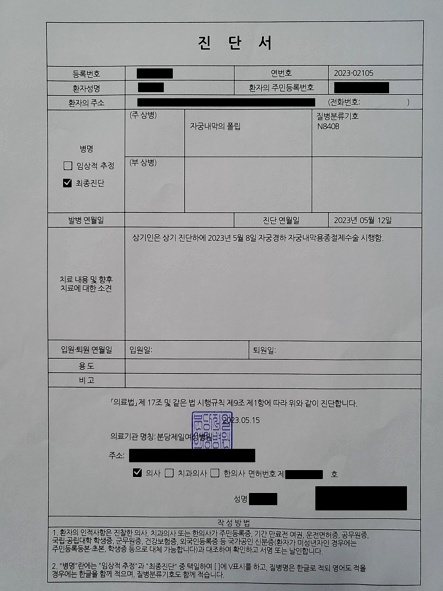 진 단 서
등록번호
연번호 2023-02105
환자성명
환자의 주민등록번호
환자의 주소 (전화번호: )
병명
임상적 추정
최종진단
(주 상병)
자궁내막의 폴립
질병분류기호
N840B
(부 상병)
발병 연월일
진단 연월일 2023년 05월 12일
치료 내용 및 향후
치료에 대한 소견
상기인은 상기 진단하에 2023년 5월 8일 자궁경하 자궁내막용종절제수술 시행함.
입원·퇴원 연월일 입원일: 퇴원일:
용 도
비 고
「의료법」 제 17조 및 같은 법 시행규칙 제9조 제1항에 따라 위와 같이 진단합니다.
2023.05.15
의료기관 명칭: 분당제일여성병원
주소:
의사 치과의사 한의사 면허번호 제 호
성명
작 성 방 법
1. 환자의 인적사항은 진찰한 의사, 치과의사 또는 한의사가 주민등록증, 기간 만료전 여권, 운전면허증, 공무원증,
국립·공립대학 학생증, 군무원증, 건강보험증, 외국인등록증 등 국가공인 신분증(환자가 미성년자인 경우에는
주민등록등본·초본, 학생증 등으로 대체 가능합니다)과 대조하여 확인하고 서명 또는 날인합니다.
2. "병명"란에는 "임상적 추정"과 "최종진단" 중 택일하여 [ ]에 V표시를 하고, 질병명은 한글로 적되 영어도 적을
경우에는 한글을 함께 적으며, 질병분류기호도 함께 적습니다.